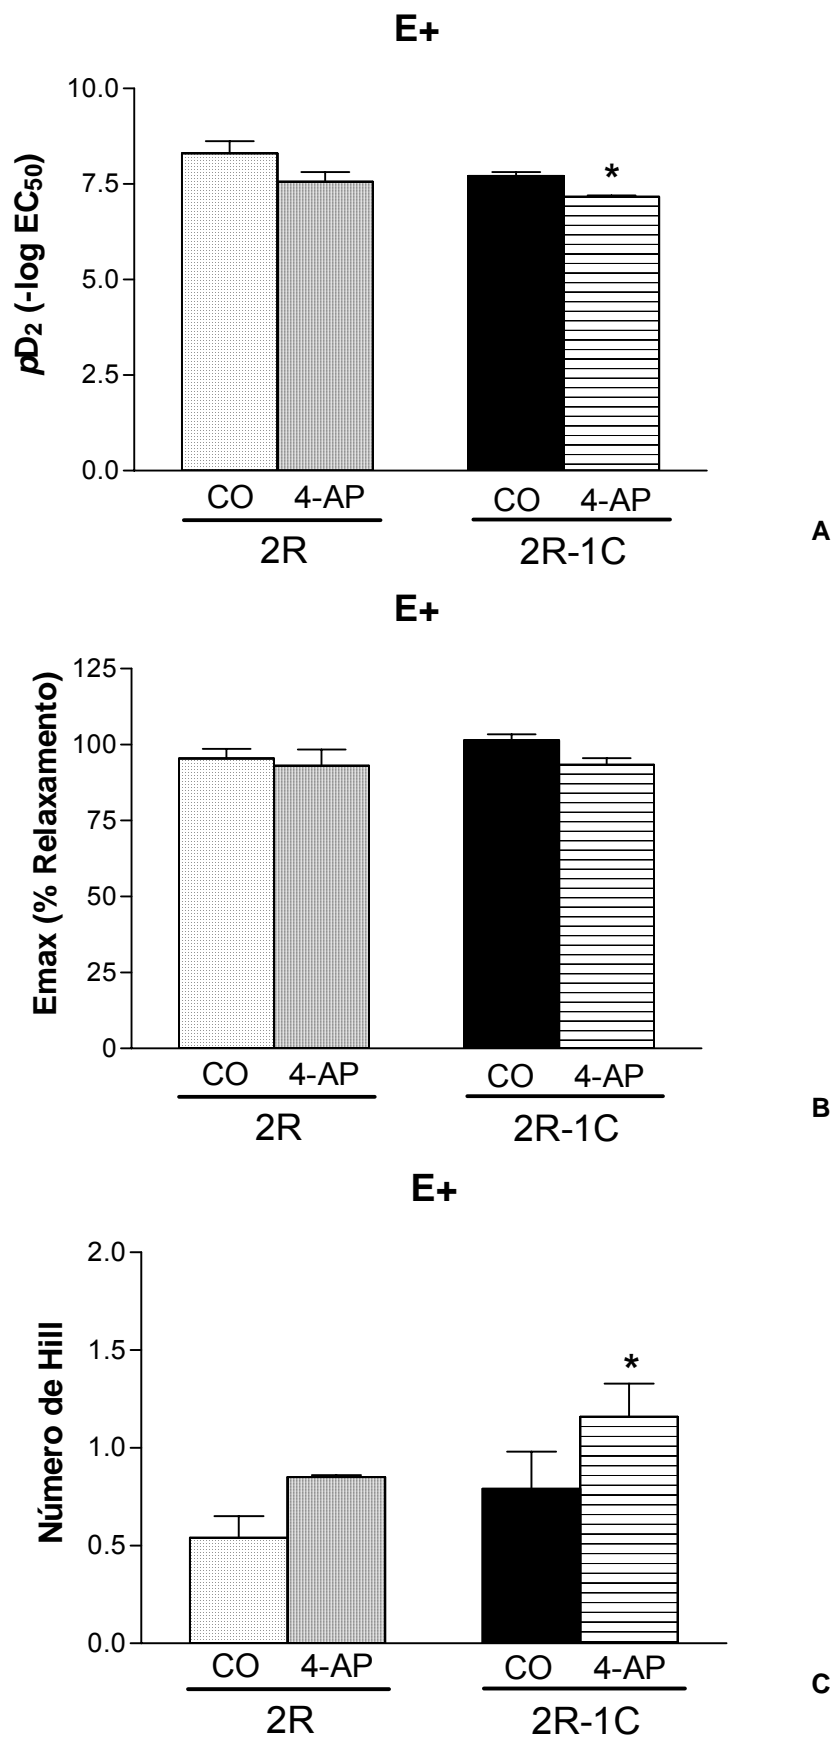 E+
10.0
7.5
5.0
2.5
0.0
pD2 (-log EC50)
*
CO 4-AP CO 4-AP
2R 2R-1C
A
E+
125
100
75
50
25
0
Emax (% Relaxamento)
CO 4-AP CO 4-AP
2R 2R-1C
B
E+
2.0
1.5
1.0
0.5
0.0
Número de Hill
*
CO 4-AP CO 4-AP
2R 2R-1C
C